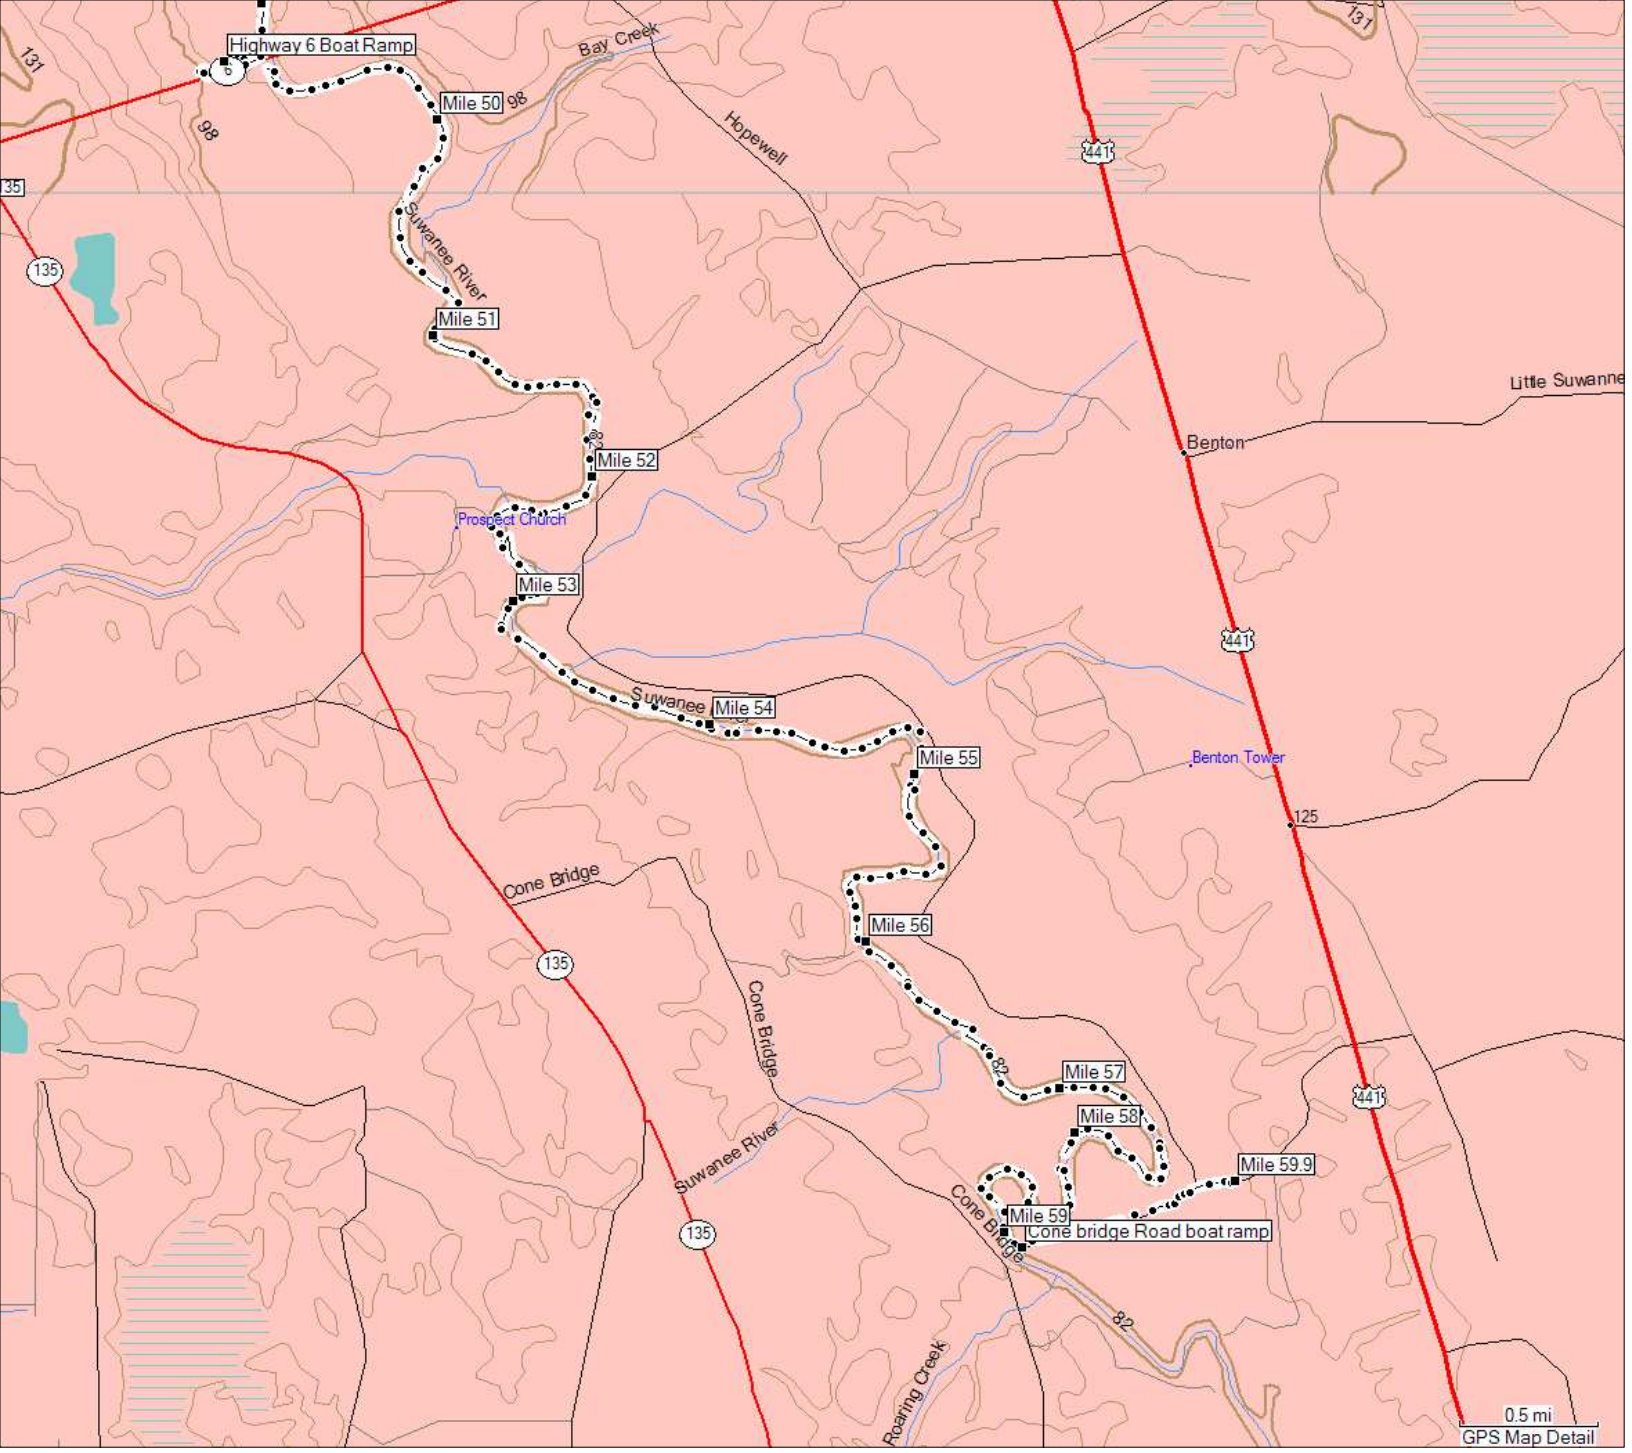 131
Bay Creek
Highway 6 Boat Ramp
6
Mile 50
98
98
Hopewell
441
131
35
135
Suwanee River
Mile 51
Little Suwanne
82
Mile 52
Benton
Prospect Church
Mile 53
441
Suwanee
Mile 54
Mile 55
Benton Tower
125
Cone Bridge
Mile 56
135
Cone Bridge
82
Mile 57
441
Mile 58
Suwanee River
Mile 59.9
Cone Bridge
Mile 59
Cone bridge Road boat ramp
135
82
Roaring Creek
0.5 mi
GPS Map Detail